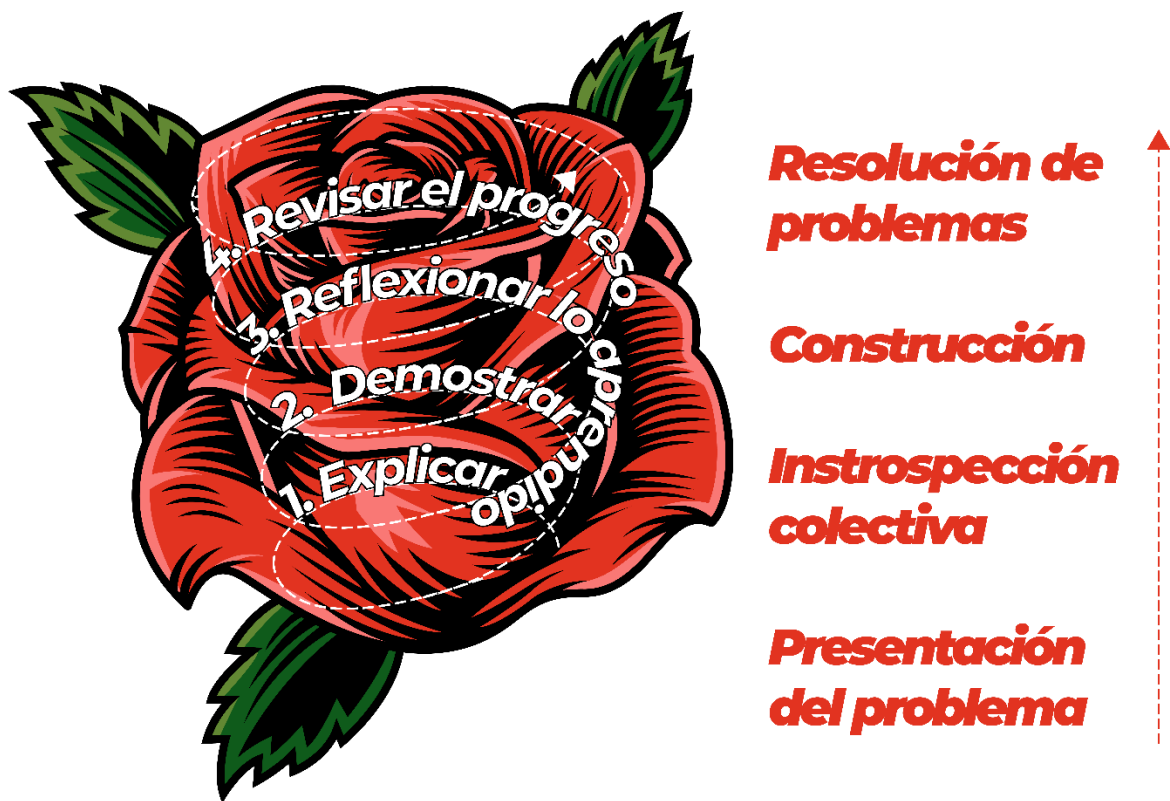 4. Revisar el progreso
3. Reflexionar lo aprendido
2. Demostrar
1. Explicar
Resolución de
problemas
Construcción
Instrospección
colectiva
Presentación
del problema